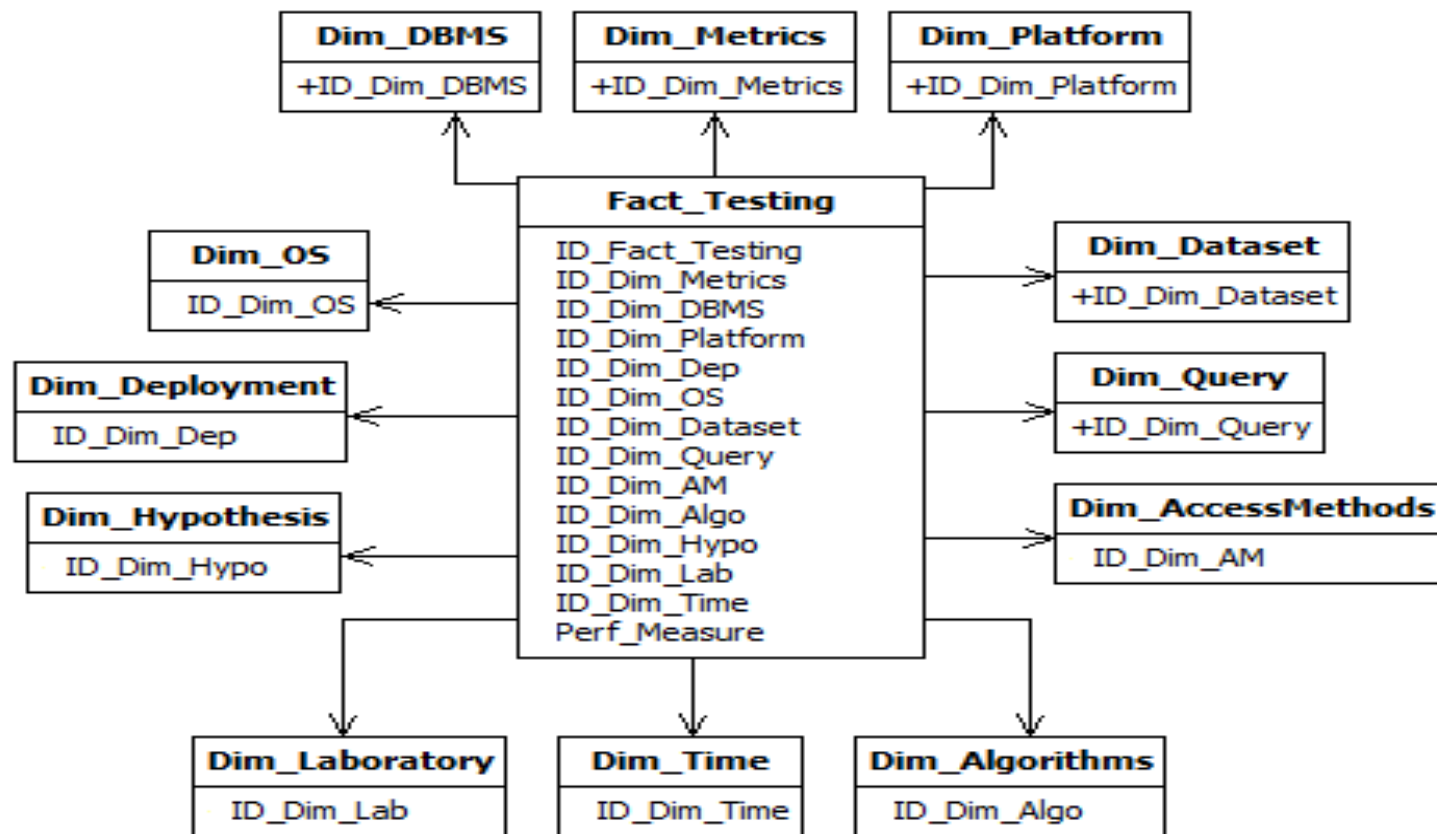 Dim_DBMS
+ID_Dim_DBMS
Dim_Metrics
+ID_Dim_Metrics
Dim_Platform
+ID_Dim_Platform
Fact_Testing
ID_Fact_Testing
ID_Dim_Metrics
ID_Dim_DBMS
ID_Dim_Platform
ID_Dim_Dep
ID_Dim_OS
ID_Dim_Dataset
ID_Dim_Query
ID_Dim_AM
ID_Dim_Algo
ID_Dim_Hypo
ID_Dim_Lab
ID_Dim_Time
Perf_Measure
Dim_OS
ID_Dim_OS
Dim_Deployment
ID_Dim_Dep
Dim_Hypothesis
ID_Dim_Hypo
Dim_Dataset
+ID_Dim_Dataset
Dim_Query
+ID_Dim_Query
Dim_AccessMethods
ID_Dim_AM
Dim_Laboratory
ID_Dim_Lab
Dim_Time
ID_Dim_Time
Dim_Algorithms
ID_Dim_Algo